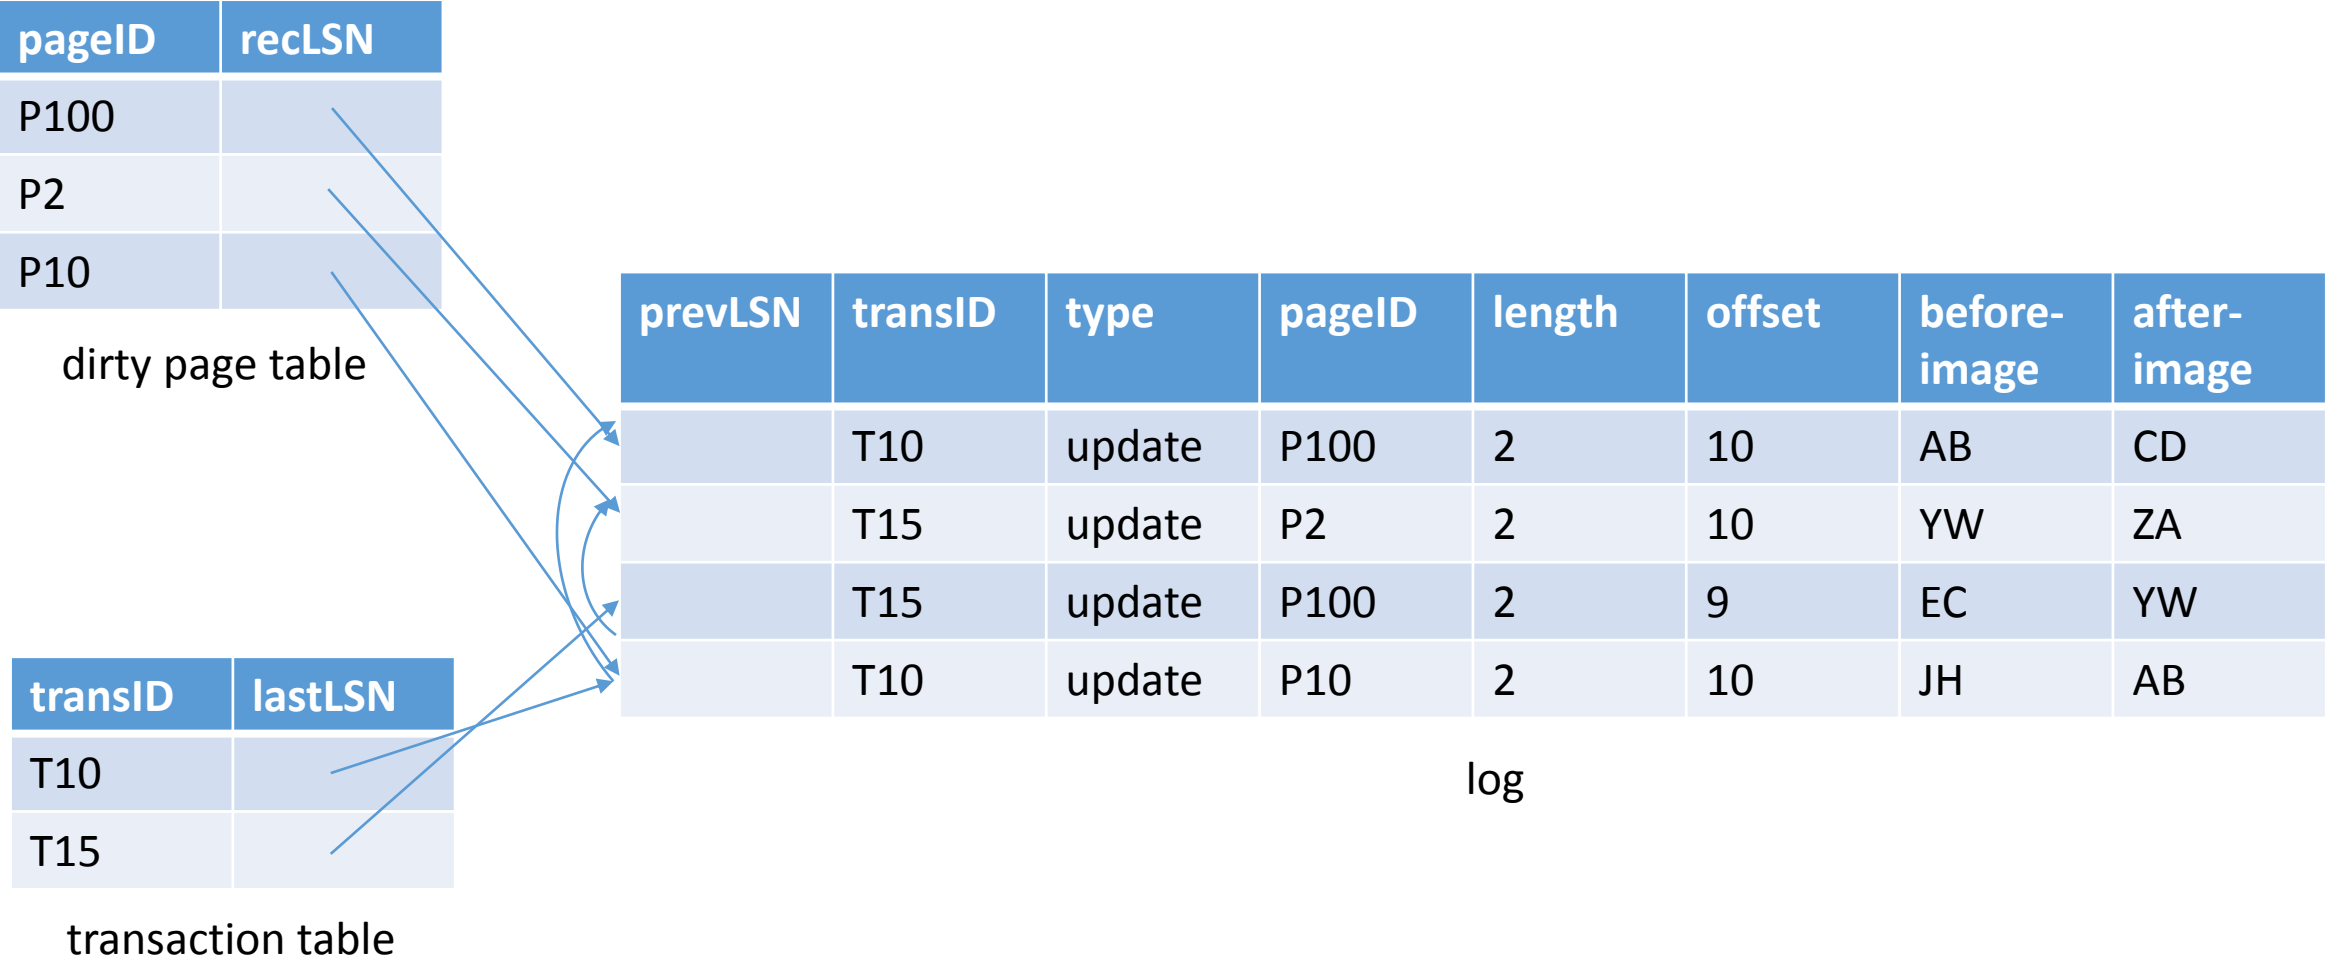 pageID recLSN
P100
P2
P10
dirty page table
prevLSN transID type pageID length offset before-image after-image
T10 update P100 2 10 AB CD
T15 update P2 2 10 YW ZA
T15 update P100 2 9 EC YW
T10 update P10 2 10 JH AB
log
transID lastLSN
T10
T15
transaction table